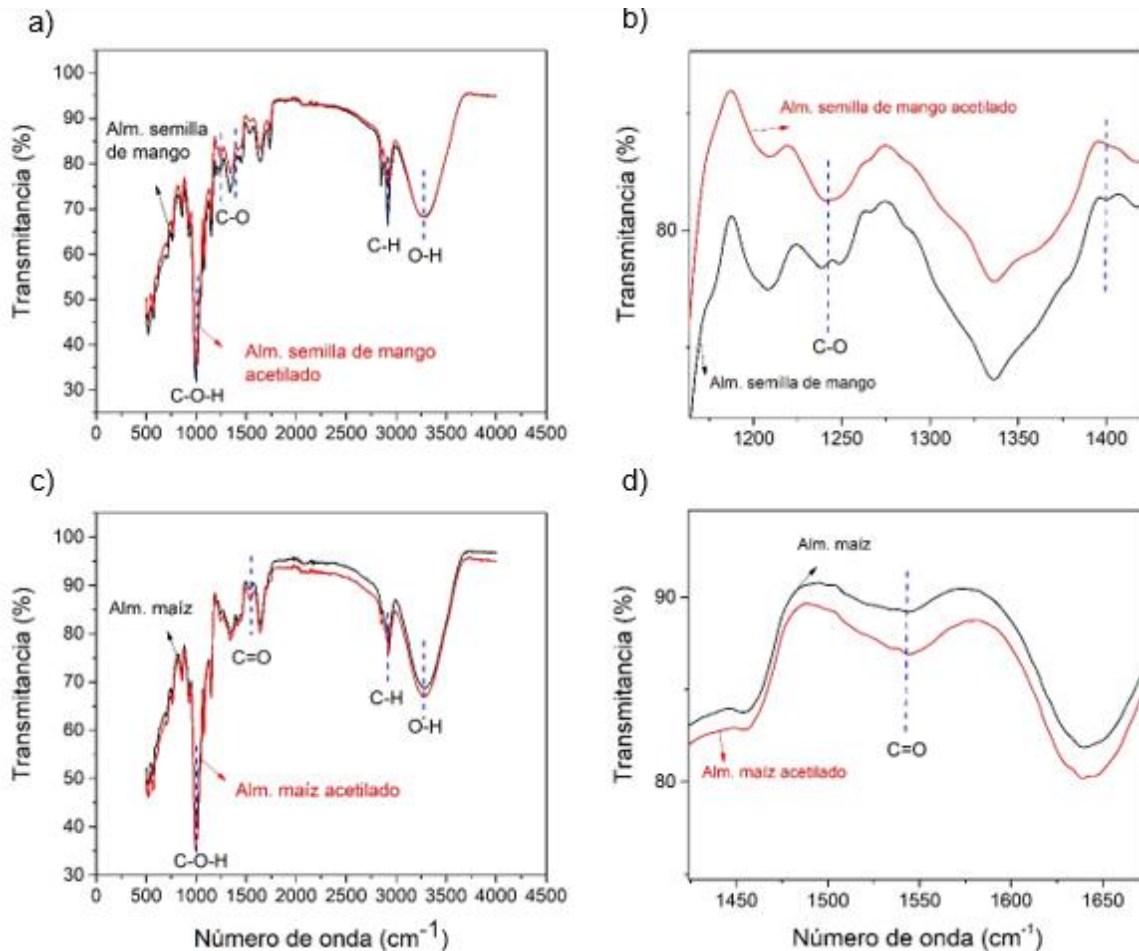 a)
Transmitancia (%)
100
90
80
70
60
50
40
30
Alm. semilla
de mango
C-O
C-H
O-H
Alm. semilla de mango
acetilado
C-O-H
0 500 1000 1500 2000 2500 3000 3500 4000 4500
b)
Transmitancia (%)
80
Alm. semilla de mango acetilado
C-O
Alm. semilla de mango
1200 1250 1300 1350 1400
c)
Transmitancia (%)
100
90
80
70
60
50
40
30
Alm. maíz
C=O
C-H
O-H
Alm. maíz acetilado
C-O-H
0 500 1000 1500 2000 2500 3000 3500 4000 4500
Número de onda (cm⁻¹)
d)
Transmitancia (%)
90
80
Alm. maíz
C=O
Alm. maíz acetilado
1450 1500 1550 1600 1650
Número de onda (cm⁻¹)